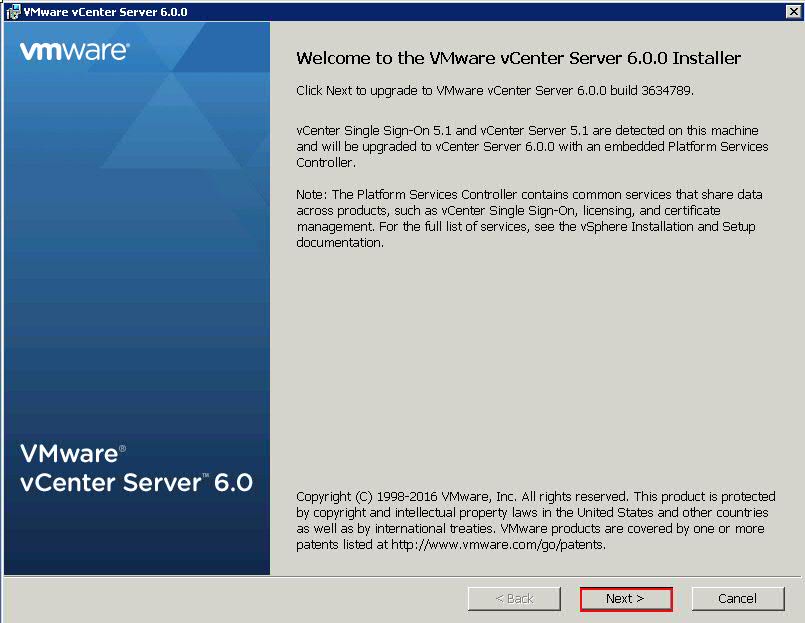 VMware vCenter Server 6.0.0
vmware®
Welcome to the VMware vCenter Server 6.0.0 Installer
Click Next to upgrade to VMware vCenter Server 6.0.0 build 3634789.
vCenter Single Sign-On 5.1 and vCenter Server 5.1 are detected on this machine
and will be upgraded to vCenter Server 6.0.0 with an embedded Platform Services
Controller.
Note: The Platform Services Controller contains common services that share data
across products, such as vCenter Single Sign-On, licensing, and certificate
management. For the full list of services, see the vSphere Installation and Setup
documentation.
VMware®
vCenter Server™ 6.0
Copyright (C) 1998-2016 VMware, Inc. All rights reserved. This product is protected
by copyright and intellectual property laws in the United States and other countries
as well as by international treaties. VMware products are covered by one or more
patents listed at http://www.vmware.com/go/patents.
< Back
Next >
Cancel